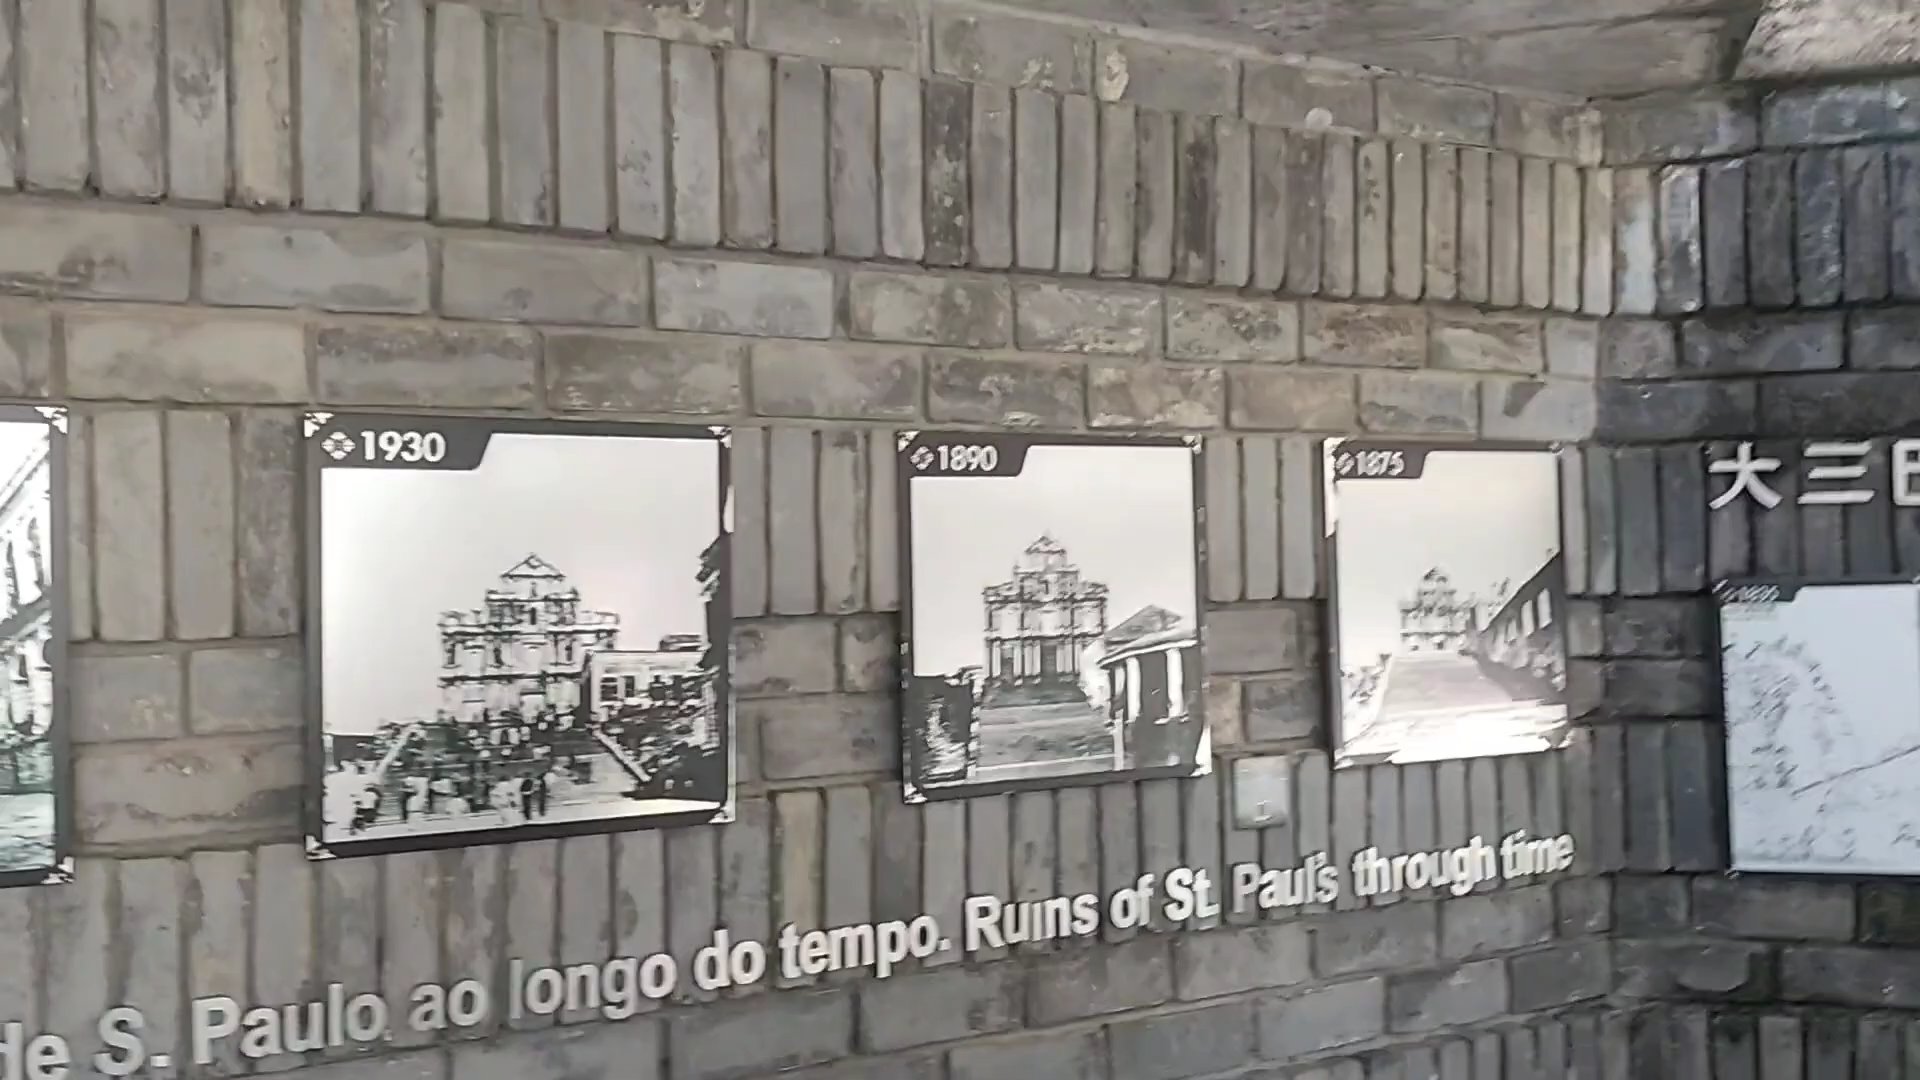 1930
1890
1875
大三巴
de S. Paulo ao longo do tempo. Ruins of St. Paul's through time